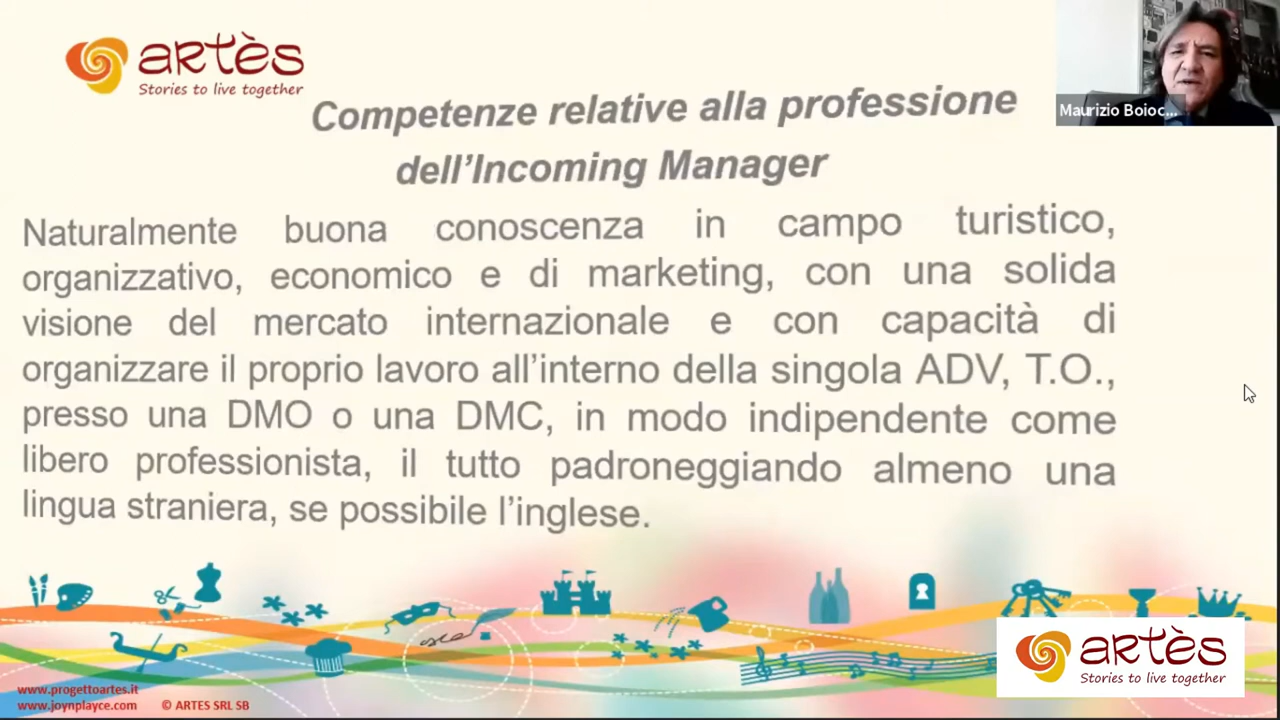 artès
Stories to live together
Competenze relative alla professione
dell’Incoming Manager
Maurizio Boioc...
Naturalmente buona conoscenza in campo turistico,
organizzativo, economico e di marketing, con una solida
visione del mercato internazionale e con capacità di
organizzare il proprio lavoro all’interno della singola ADV, T.O.,
presso una DMO o una DMC, in modo indipendente come
libero professionista, il tutto padroneggiando almeno una
lingua straniera, se possibile l’inglese.
artès
Stories to live together
www.progettoartes.it
www.joynplayce.com © ARTES SRL SB